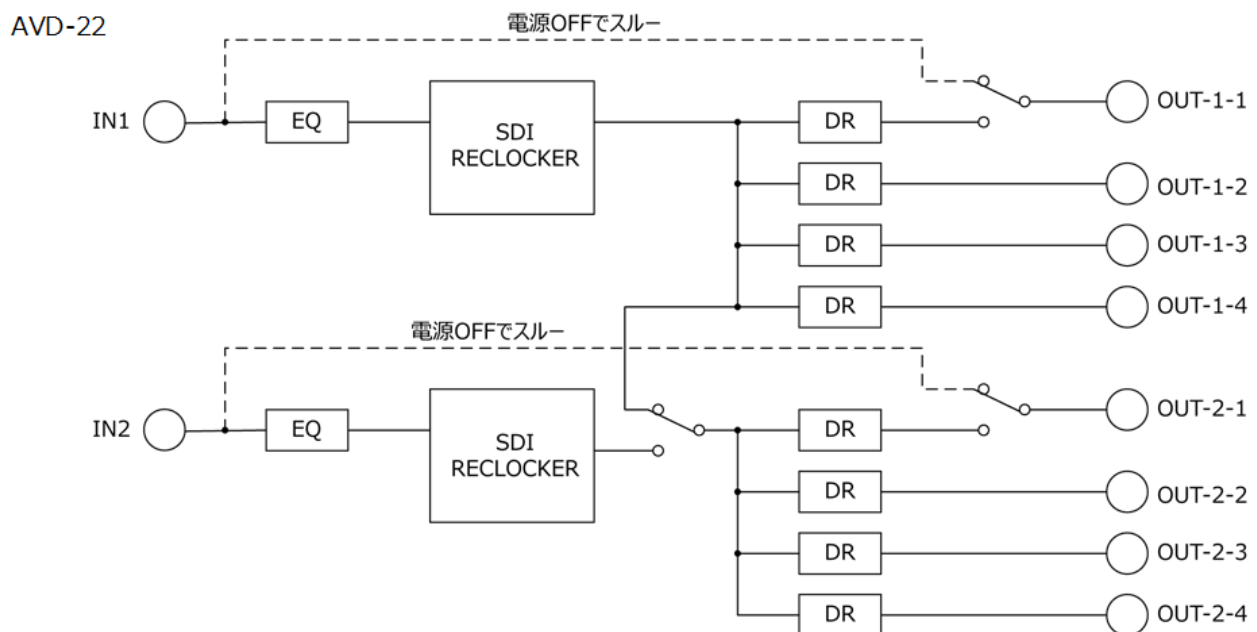 AVD-22
電源OFFでスルー
IN1
EQ
SDI
RECLOCKER
DR
OUT-1-1
DR
OUT-1-2
DR
OUT-1-3
DR
OUT-1-4
電源OFFでスルー
IN2
EQ
SDI
RECLOCKER
DR
OUT-2-1
DR
OUT-2-2
DR
OUT-2-3
DR
OUT-2-4